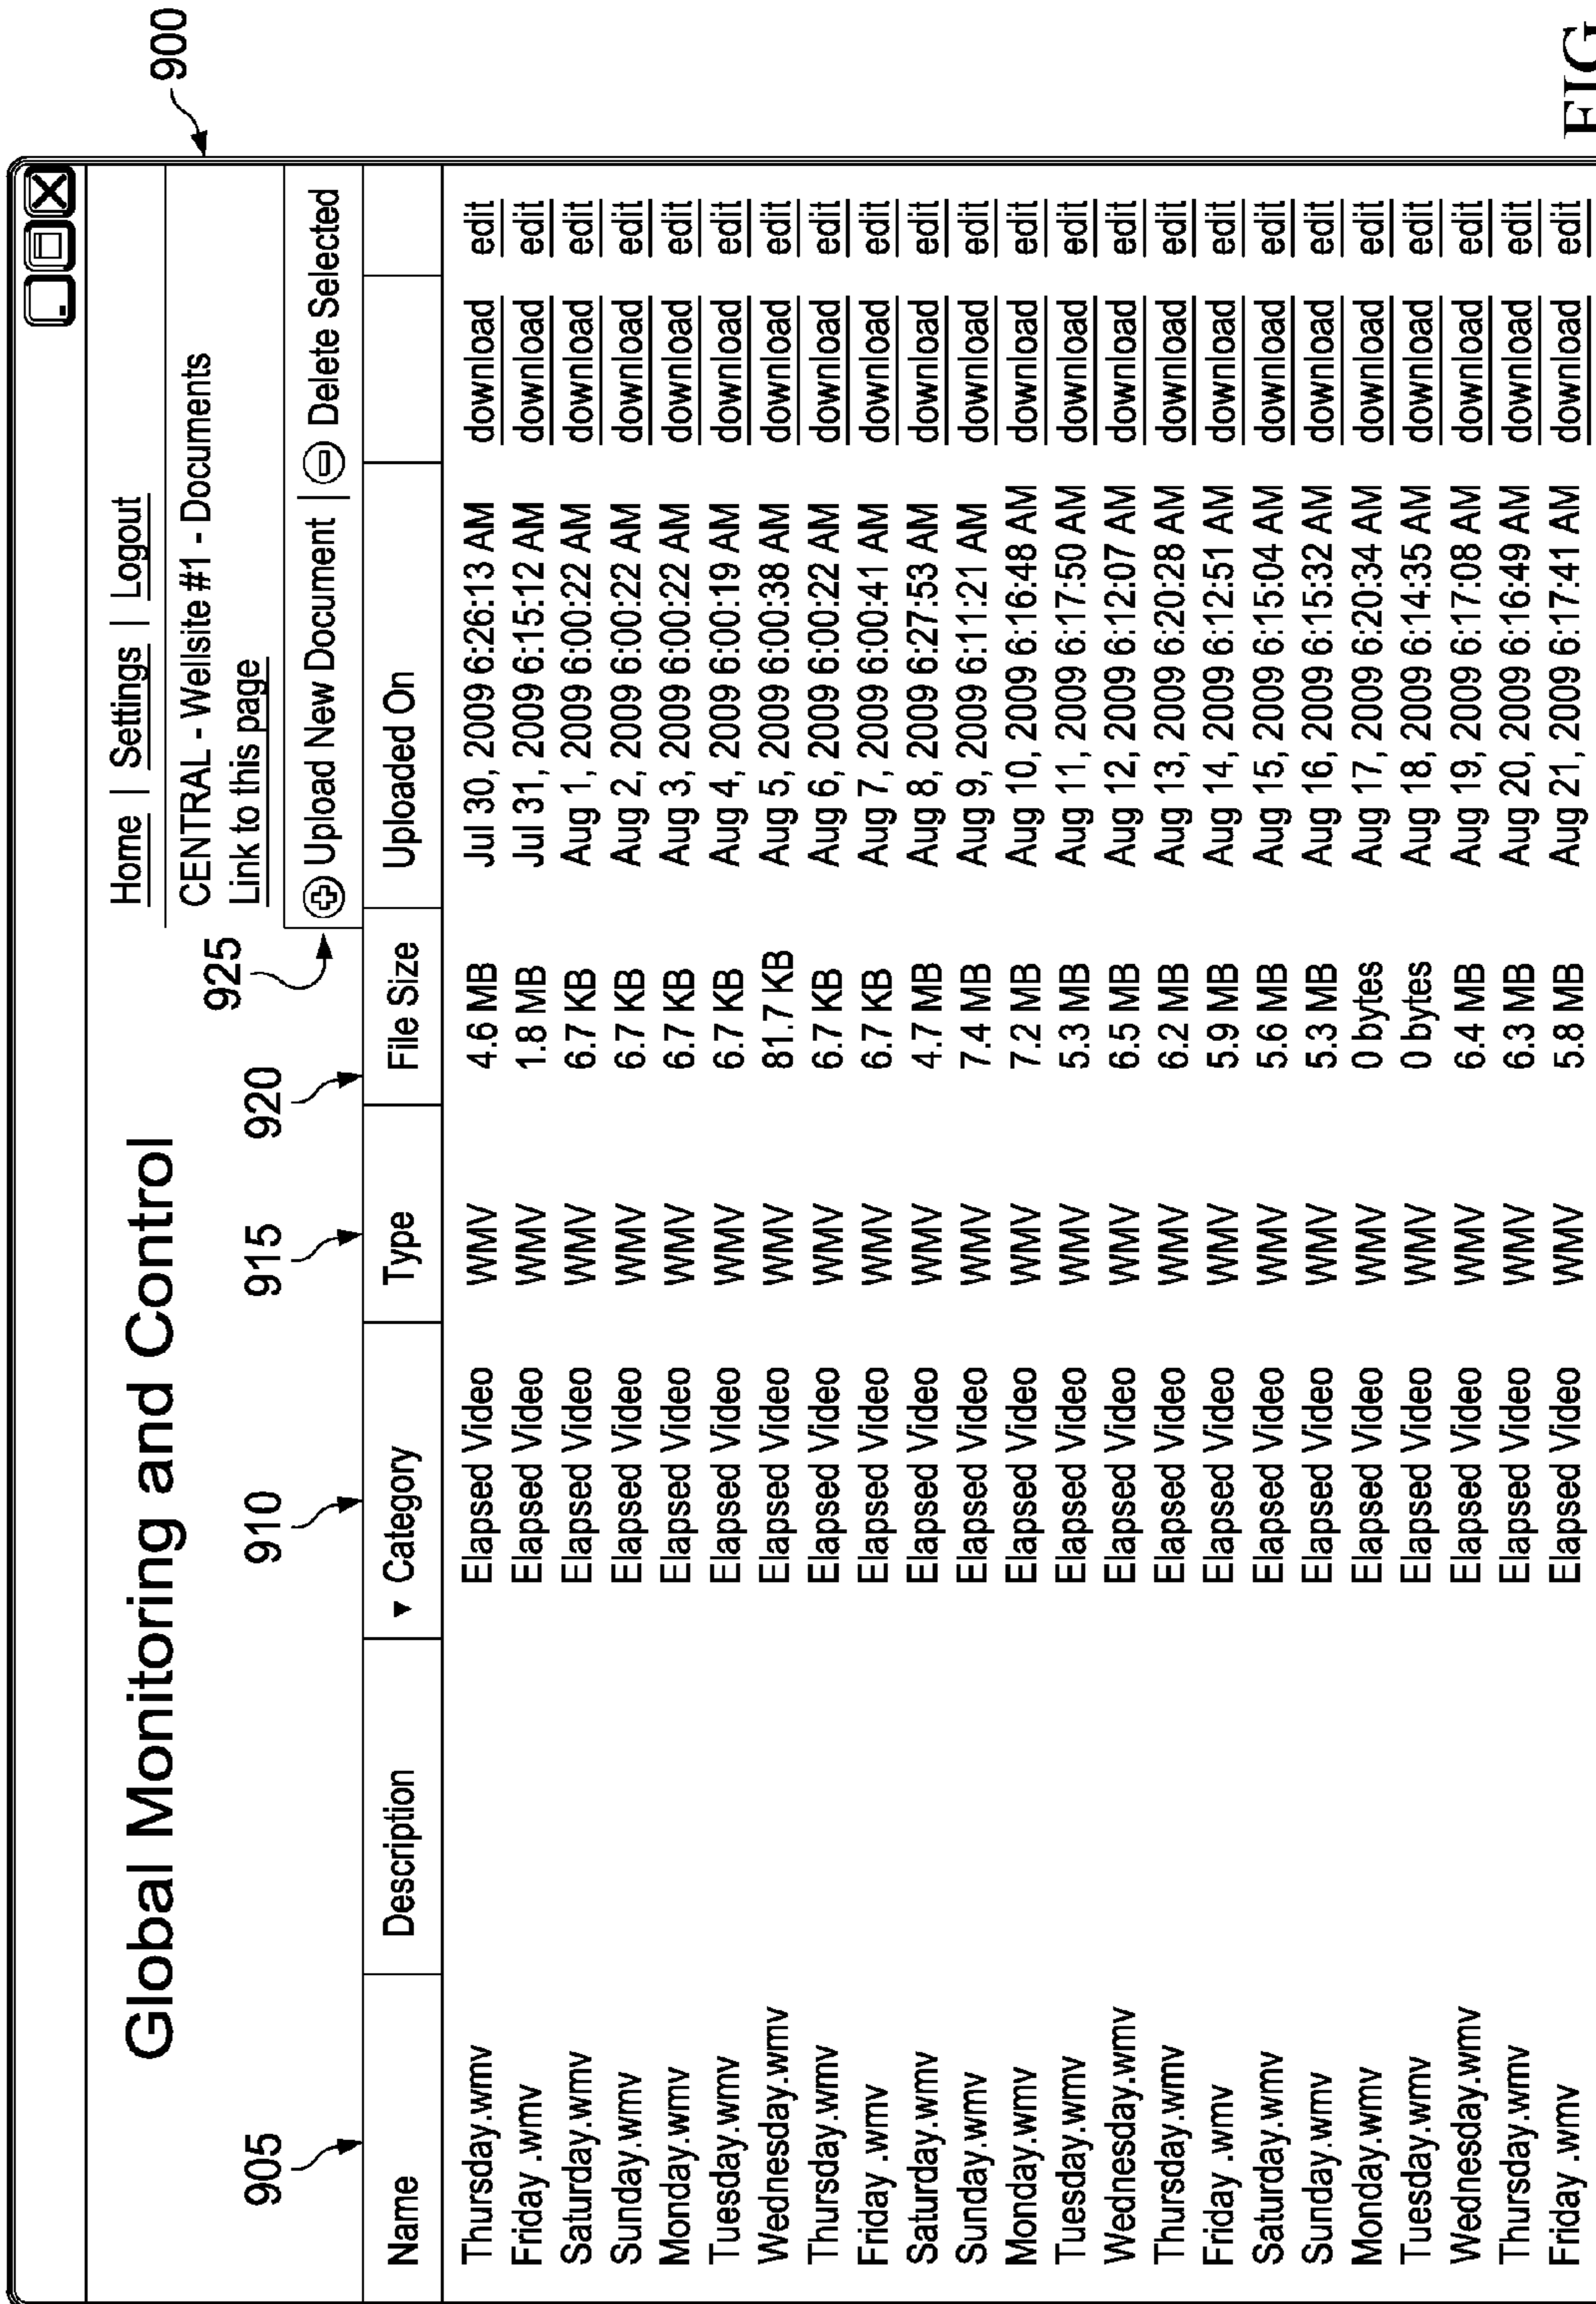 900
Global Monitoring and Control
Home | Settings | Logout
CENTRAL - Wellsite #1 - Documents
Link to this page
905 910 915 920 925
Upload New Document | Delete Selected
Name Description ▼ Category Type File Size Uploaded On
Thursday.wmv Elapsed Video WMV 4.6 MB Jul 30, 2009 6:26:13 AM download edit
Friday .wmv Elapsed Video WMV 1.8 MB Jul 31, 2009 6:15:12 AM download edit
Saturday.wmv Elapsed Video WMV 6.7 KB Aug 1, 2009 6:00:22 AM download edit
Sunday.wmv Elapsed Video WMV 6.7 KB Aug 2, 2009 6:00:22 AM download edit
Monday.wmv Elapsed Video WMV 6.7 KB Aug 3, 2009 6:00:22 AM download edit
Tuesday.wmv Elapsed Video WMV 6.7 KB Aug 4, 2009 6:00:19 AM download edit
Wednesday.wmv Elapsed Video WMV 81.7 KB Aug 5, 2009 6:00:38 AM download edit
Thursday.wmv Elapsed Video WMV 6.7 KB Aug 6, 2009 6:00:22 AM download edit
Friday .wmv Elapsed Video WMV 6.7 KB Aug 7, 2009 6:00:41 AM download edit
Saturday.wmv Elapsed Video WMV 4.7 MB Aug 8, 2009 6:27:53 AM download edit
Sunday.wmv Elapsed Video WMV 7.4 MB Aug 9, 2009 6:11:21 AM download edit
Monday.wmv Elapsed Video WMV 7.2 MB Aug 10, 2009 6:16:48 AM download edit
Tuesday.wmv Elapsed Video WMV 5.3 MB Aug 11, 2009 6:17:50 AM download edit
Wednesday.wmv Elapsed Video WMV 6.5 MB Aug 12, 2009 6:12:07 AM download edit
Thursday.wmv Elapsed Video WMV 6.2 MB Aug 13, 2009 6:20:28 AM download edit
Friday .wmv Elapsed Video WMV 5.9 MB Aug 14, 2009 6:12:51 AM download edit
Saturday.wmv Elapsed Video WMV 5.6 MB Aug 15, 2009 6:15:04 AM download edit
Sunday.wmv Elapsed Video WMV 5.3 MB Aug 16, 2009 6:15:32 AM download edit
Monday.wmv Elapsed Video WMV 0 bytes Aug 17, 2009 6:20:34 AM download edit
Tuesday.wmv Elapsed Video WMV 0 bytes Aug 18, 2009 6:14:35 AM download edit
Wednesday.wmv Elapsed Video WMV 6.4 MB Aug 19, 2009 6:17:08 AM download edit
Thursday.wmv Elapsed Video WMV 6.3 MB Aug 20, 2009 6:16:49 AM download edit
Friday .wmv Elapsed Video WMV 5.8 MB Aug 21, 2009 6:17:41 AM download edit